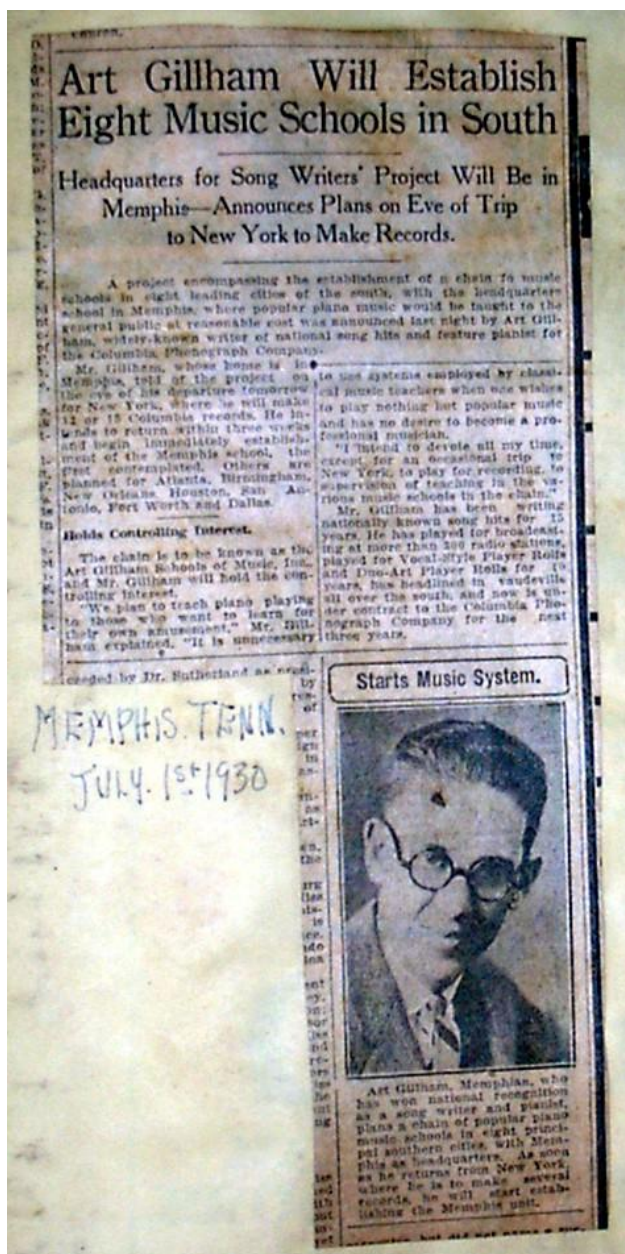 church.
Art Gillham Will Establish
Eight Music Schools in South
Headquarters for Song Writers' Project Will Be in
Memphis—Announces Plans on Eve of Trip
to New York to Make Records.
A project encompassing the establishment of a chain fo music
schools in eight leading cities of the south, with the headquarters
school in Memphis, where popular piano music would be taught to the
general public at reasonable cost was announced last night by Art Gill-
ham, widely-known writer of national song hits and feature pianist for
the Columbia Phonograph Company.
Mr. Gillham, whose home is in
Memphis, told of the project on
the eve of his departure tomorrow
for New York, where he will make
12 or 15 Columbia records. He in-
tends to return within three weeks
and begin immediately establish-
ment of the Memphis school, the
first contemplated. Others are
planned for Atlanta, Birmingham,
New Orleans, Houston, San An-
tonio, Fort Worth and Dallas.
Holds Controlling Interest.
The chain is to be known as the
Art Gillham Schools of Music, Inc.,
and Mr. Gillham will hold the con-
trolling interest.
"We plan to teach piano playing
to those who want to learn for
their own amusement," Mr. Gill-
ham explained. "It is unnecessary
to use systems employed by classi-
cal music teachers when one wishes
to play nothing but popular music
and has no desire to become a pro-
fessional musician.
"I intend to devote all my time,
except for an occasional trip to
New York, to play for recording, to
supervision of teaching in the va-
rious music schools in the chain."
Mr. Gillham has been writing
nationally known song hits for 15
years. He has played for broadcast-
ing at more than 200 radio stations
played for Vocal-Style Player Rolls
and Duo-Art Player Rolls for 10
years, has headlined in vaudeville
all over the south, and now is un-
der contract to the Columbia Pho-
nograph Company for the next
three years.
ceeded by Dr. Sutherland as presi-
MEMPHIS. TENN.
JULY. 1st 1930
Starts Music System.
Art Gillham, Memphian, who
has won national recognition
as a song writer and pianist,
plans a chain of popular piano
music schools in eight princi-
pal southern cities, with Mem-
phis as headquarters. As soon
as he returns from New York,
where he is to make several
records, he will start estab-
lishing the Memphis unit.